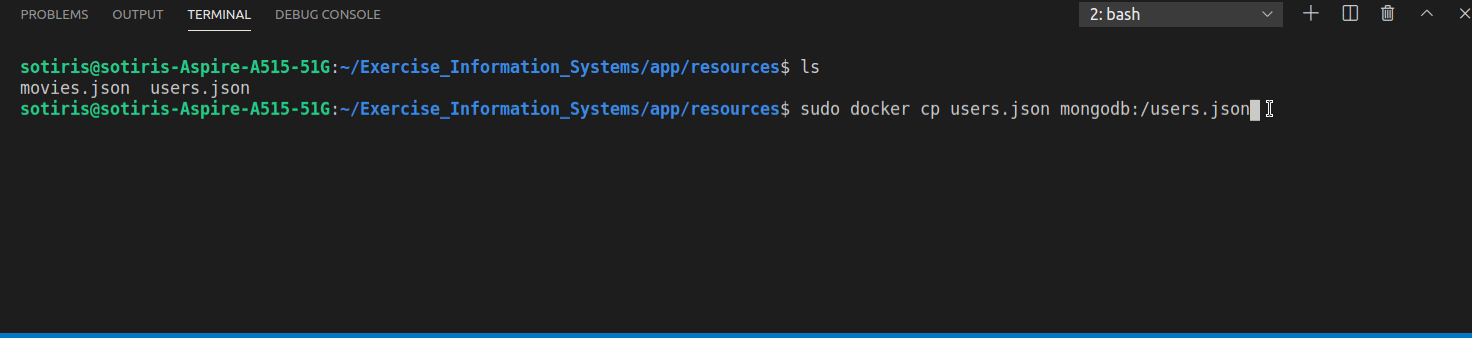 PROBLEMS OUTPUT TERMINAL DEBUG CONSOLE 2: bash
sotiris@sotiris-Aspire-A515-51G:~/Exercise_Information_Systems/app/resources$ ls
movies.json  users.json
sotiris@sotiris-Aspire-A515-51G:~/Exercise_Information_Systems/app/resources$ sudo docker cp users.json mongodb:/users.json